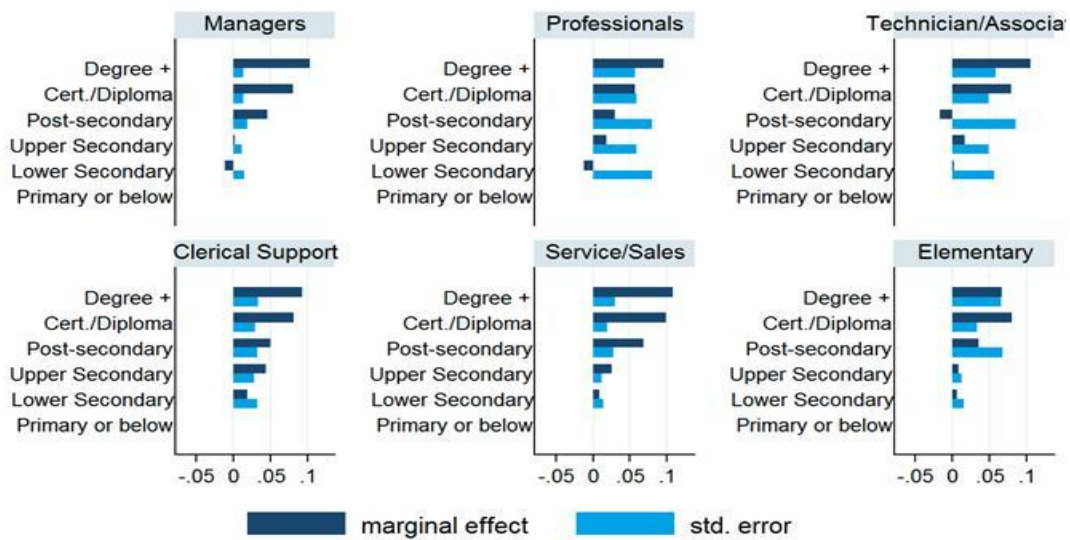 Managers
Professionals
Technician/Associat
Degree +
Cert./Diploma
Post-secondary
Upper Secondary
Lower Secondary
Primary or below
Degree +
Cert./Diploma
Post-secondary
Upper Secondary
Lower Secondary
Primary or below
Degree +
Cert./Diploma
Post-secondary
Upper Secondary
Lower Secondary
Primary or below
Clerical Support
Service/Sales
Elementary
Degree +
Cert./Diploma
Post-secondary
Upper Secondary
Lower Secondary
Primary or below
Degree +
Cert./Diploma
Post-secondary
Upper Secondary
Lower Secondary
Primary or below
Degree +
Cert./Diploma
Post-secondary
Upper Secondary
Lower Secondary
Primary or below
-.05 0 .05 .1
-.05 0 .05 .1
-.05 0 .05 .1
marginal effect
std. error